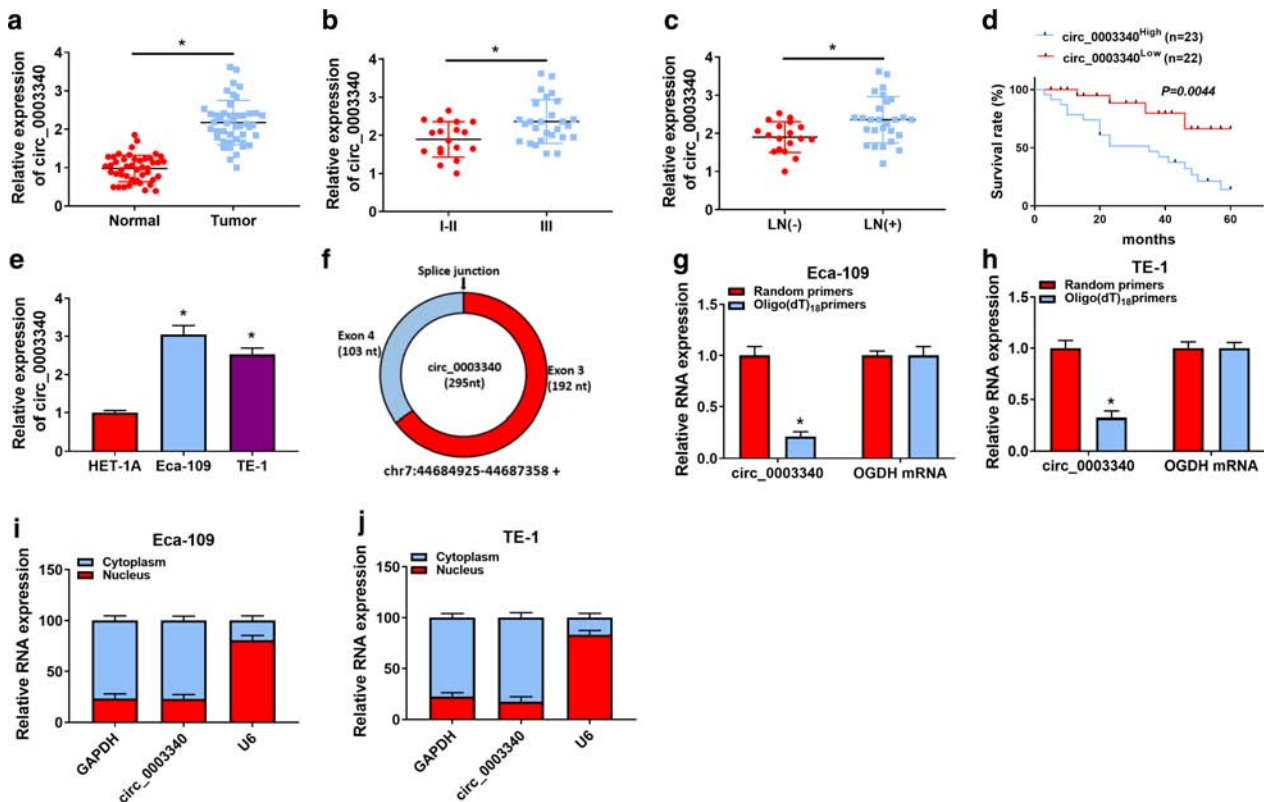 a
Relative expression
of circ_0003340
4
3
2
1
0
*
Normal Tumor
b
Relative expression
of circ_0003340
4
3
2
1
0
*
I-II III
c
Relative expression
of circ_0003340
4
3
2
1
0
*
LN(-) LN(+)
d
circ_0003340High (n=23)
circ_0003340Low (n=22)
P=0.0044
Survival rate (%)
100
50
0
0 20 40 60
months
e
Relative expression
of circ_0003340
4
3
2
1
0
*
*
HET-1A Eca-109 TE-1
f
Splice junction
Exon 4
(103 nt)
circ_0003340
(295nt)
Exon 3
(192 nt)
chr7:44684925-44687358 +
g
Eca-109
Random primers
Oligo(dT)18primers
Relative RNA expression
1.5
1.0
0.5
0.0
*
circ_0003340 OGDH mRNA
h
TE-1
Random primers
Oligo(dT)18primers
Relative RNA expression
1.5
1.0
0.5
0.0
*
circ_0003340 OGDH mRNA
i
Eca-109
Cytoplasm
Nucleus
Relative RNA expression
150
100
50
0
GAPDH
circ_0003340
U6
j
TE-1
Cytoplasm
Nucleus
Relative RNA expression
150
100
50
0
GAPDH
circ_0003340
U6